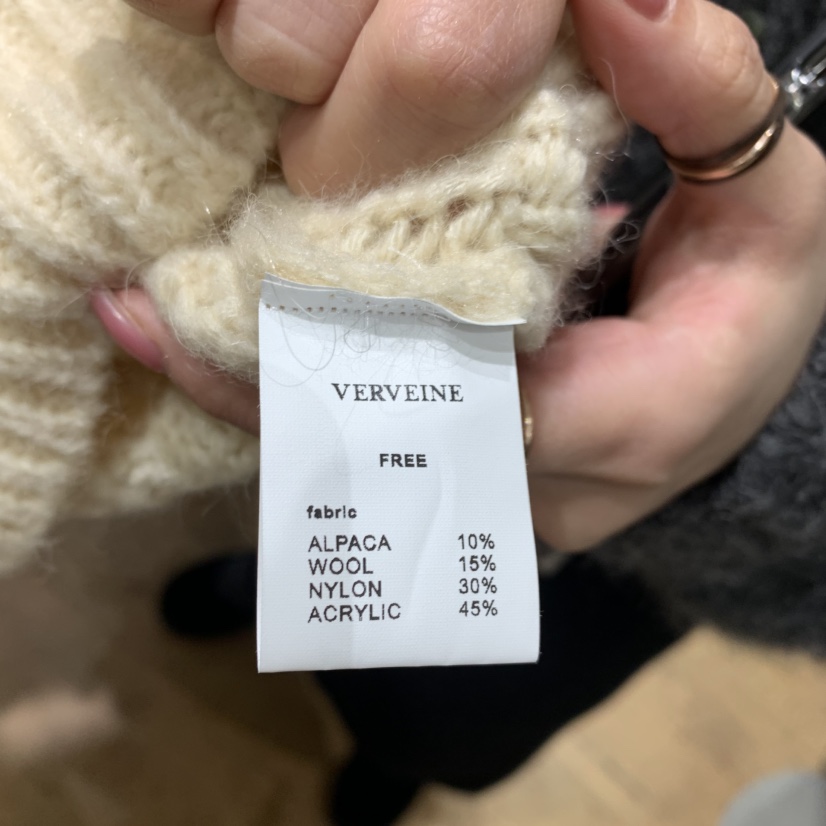 VERVEINE
FREE
fabric
ALPACA 10%
WOOL 15%
NYLON 30%
ACRYLIC 45%